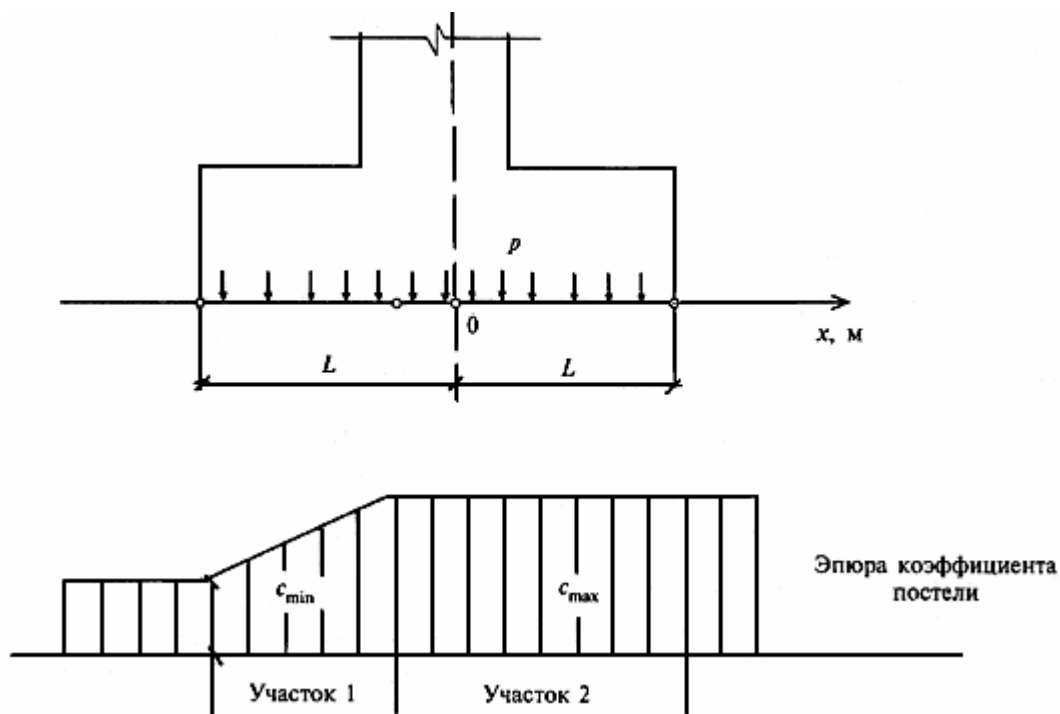 p
0
x, м
L L
c_min c_max
Эпюра коэффициента
постели
Участок 1 Участок 2